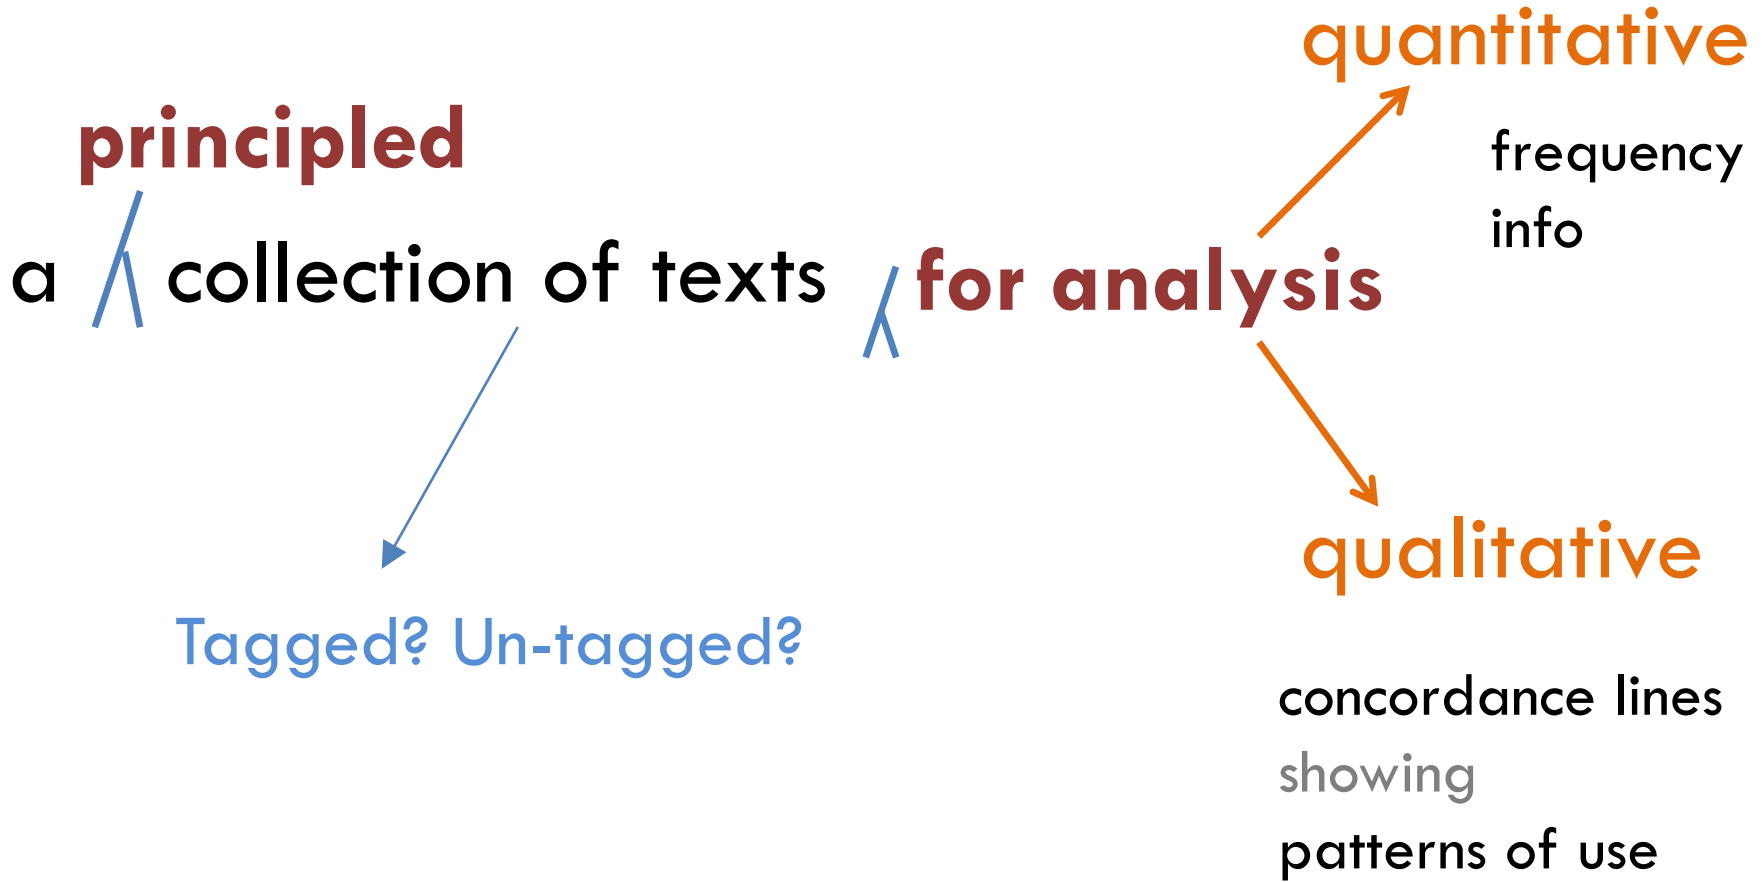 quantitative
frequency
info
principled
a collection of texts for analysis
Tagged? Un-tagged?
qualitative
concordance lines
showing
patterns of use